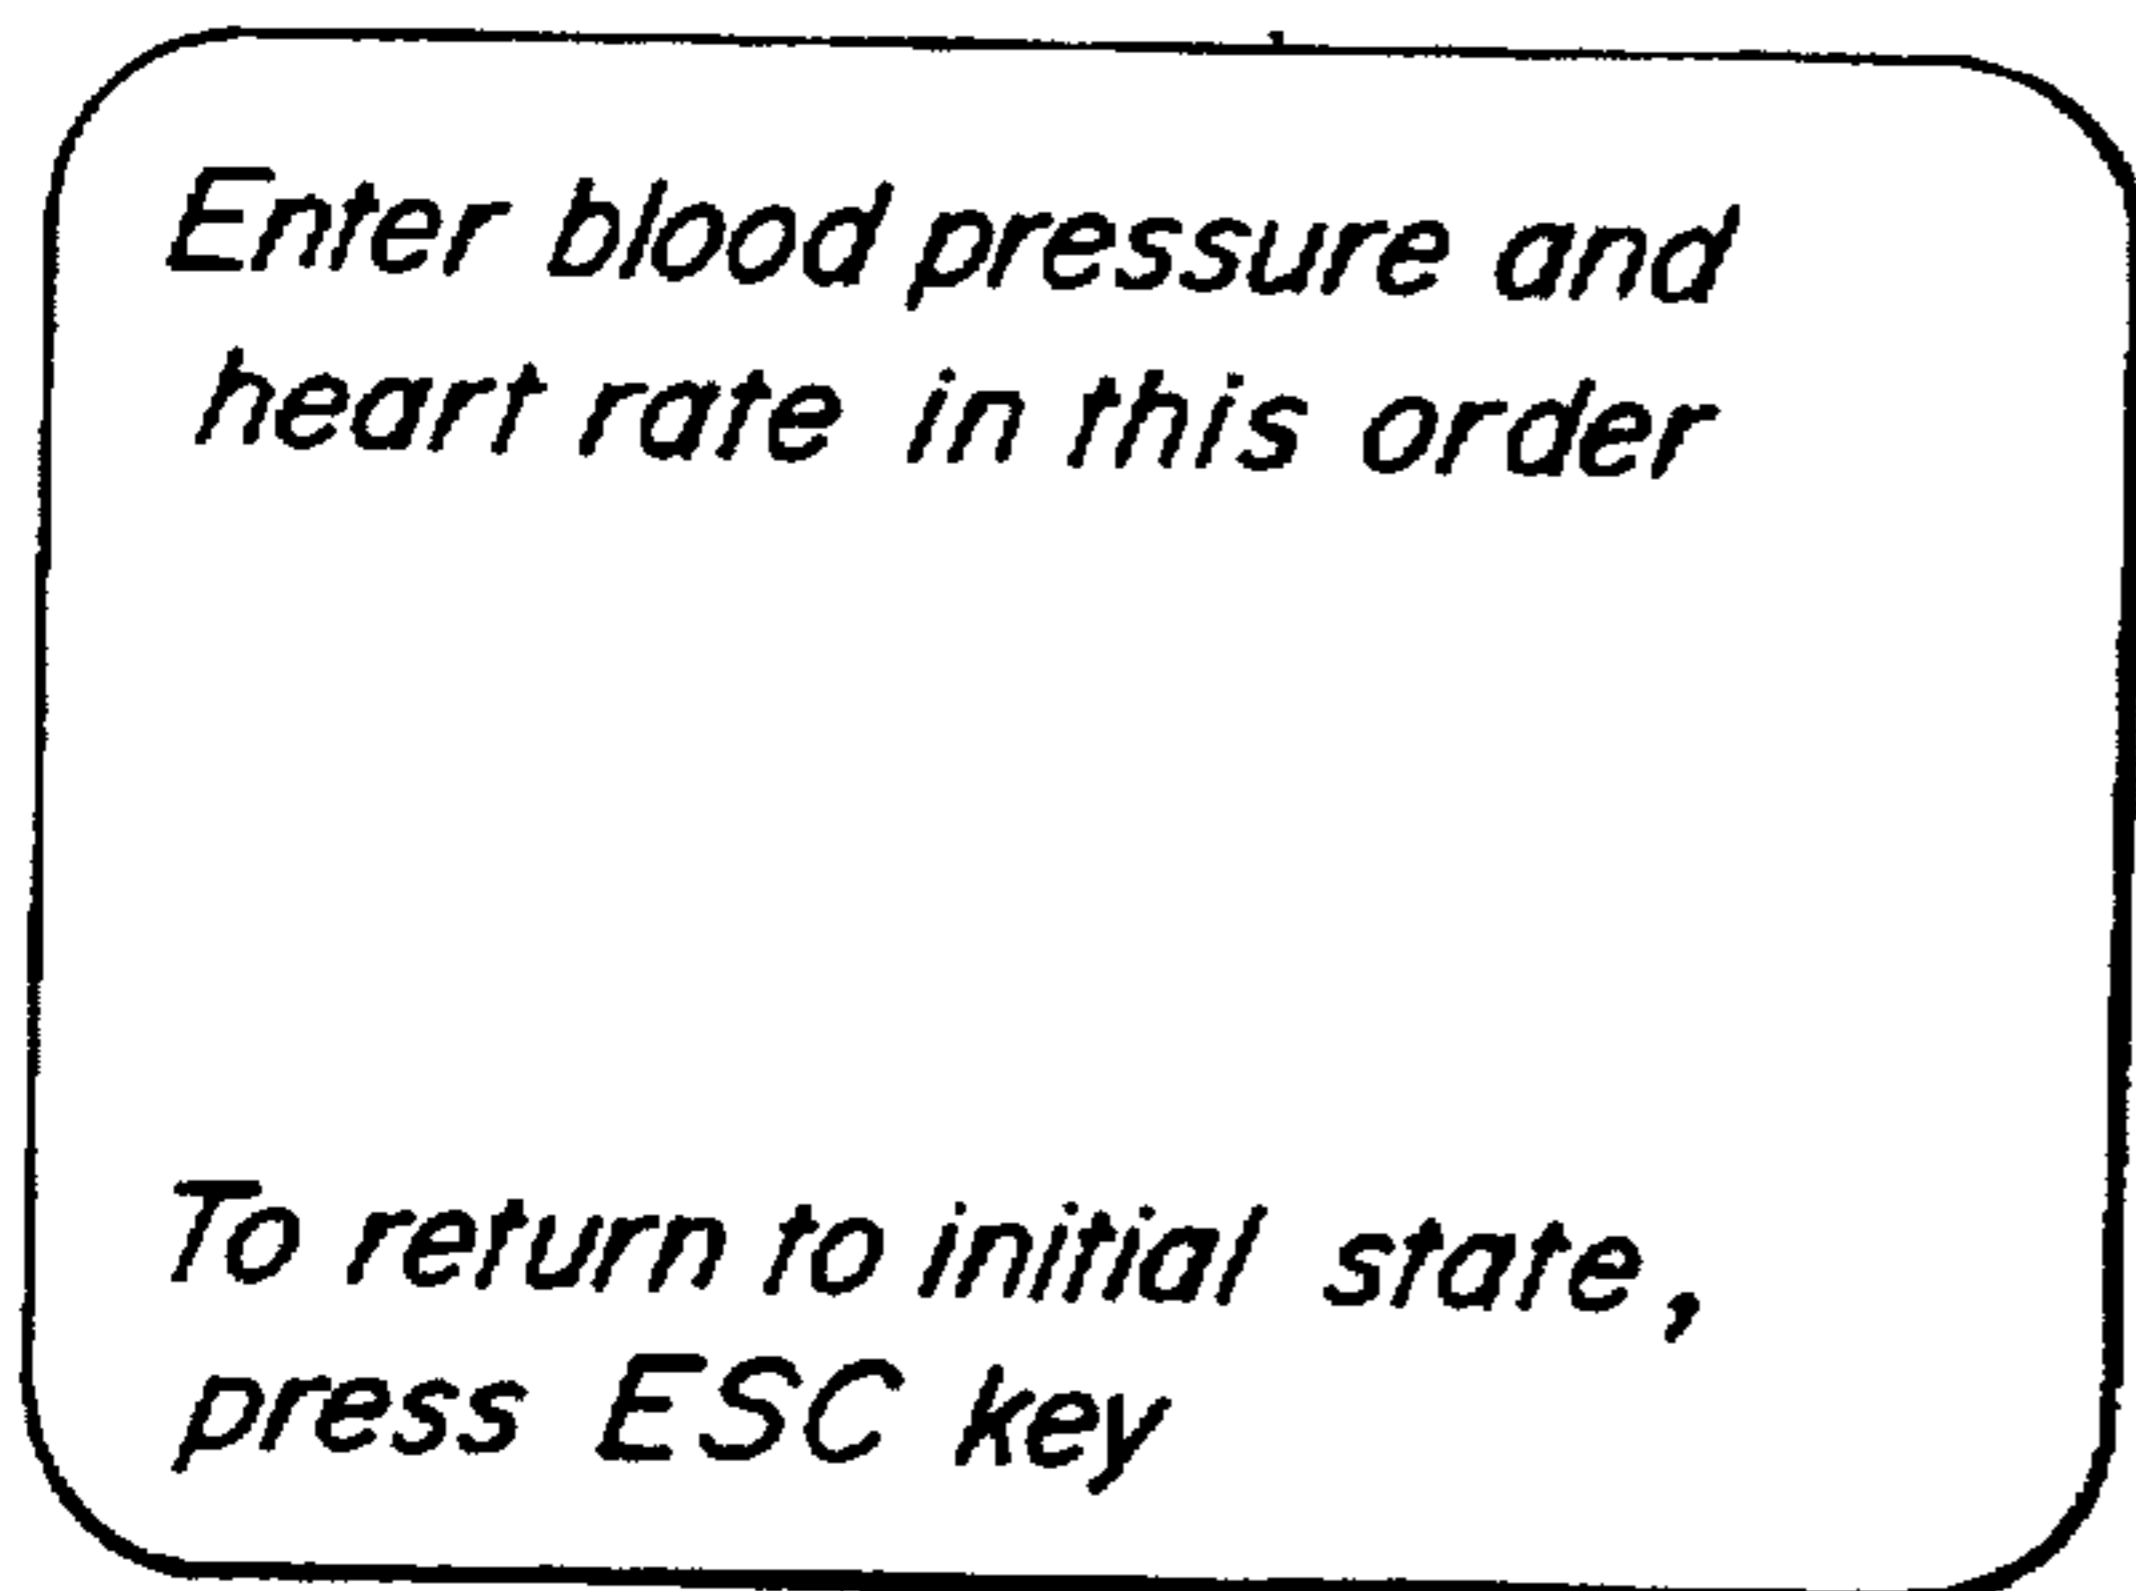 Enter blood pressure and
heart rate in this order
To return to initial state,
press ESC key